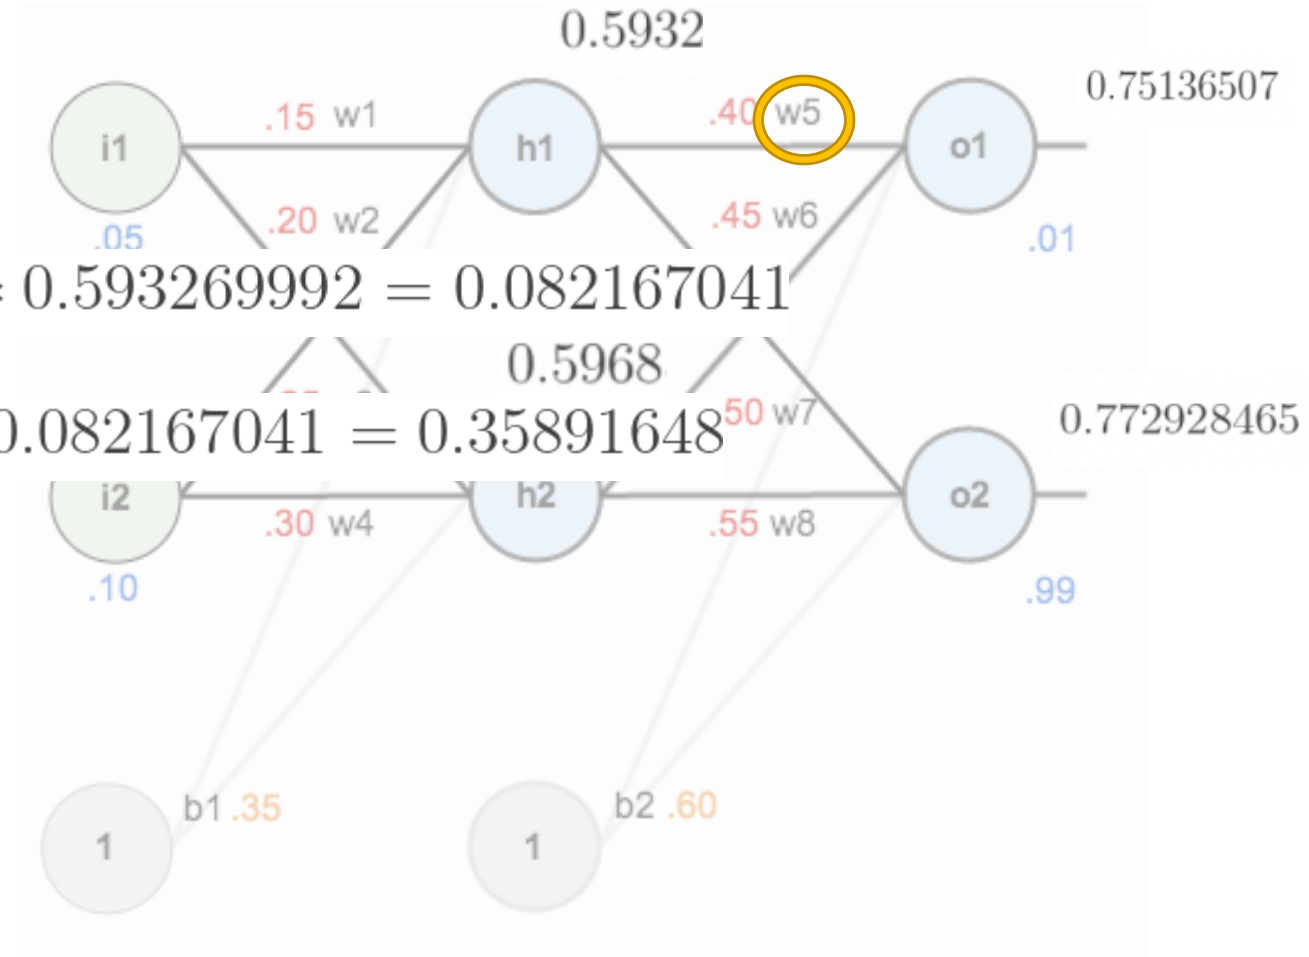 0.5932
0.75136507
.15 w1
.40 w5
i1
h1
o1
.20 w2
.45 w6
.05
.01
0.593269992 = 0.082167041
0.5968
0.082167041 = 0.35891648
50 w7
0.772928465
i2
h2
o2
.30 w4
.55 w8
.10
.99
b1 .35
b2 .60
1
1